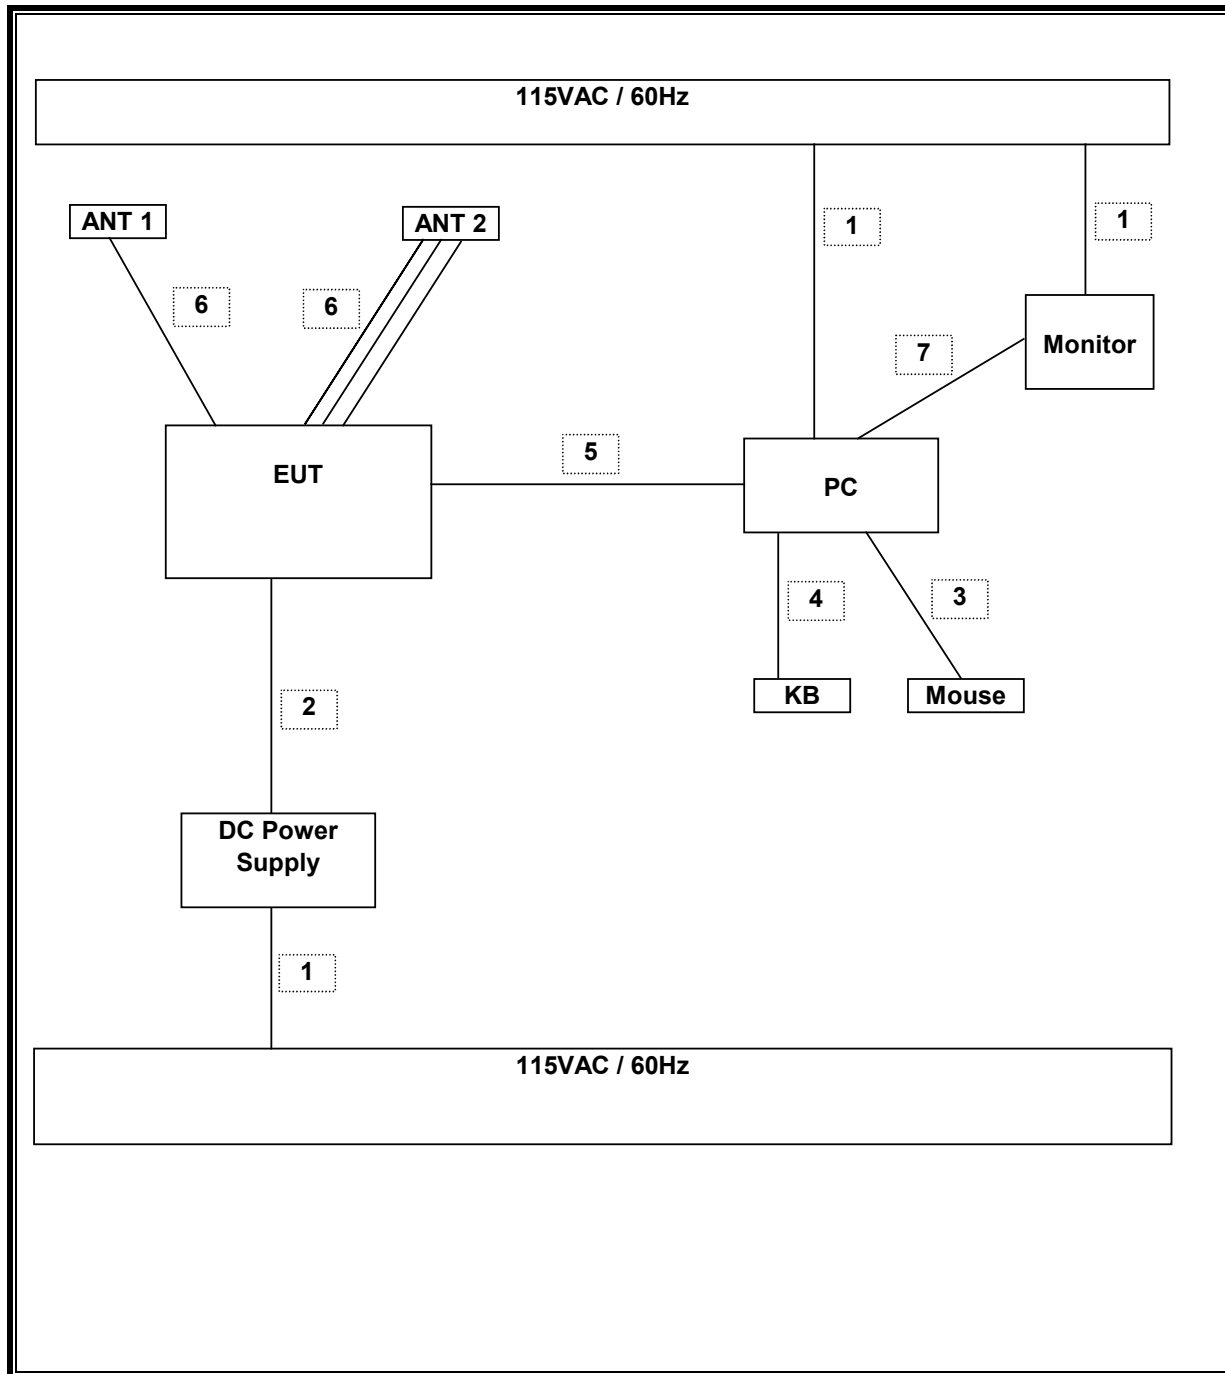 115VAC / 60Hz
ANT 1
ANT 2
1
1
6
6
Monitor
7
5
EUT
PC
4
3
KB
Mouse
2
DC Power
Supply
1
115VAC / 60Hz